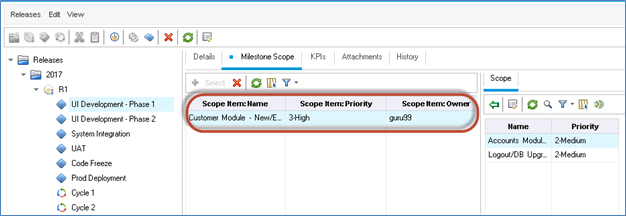 Releases Edit View
Releases
2017
R1
UI Development - Phase 1
UI Development - Phase 2
System Integration
UAT
Code Freeze
Prod Deployment
Cycle 1
Cycle 2
Details Milestone Scope KPIs Attachments History
Select
Scope Item: Name Scope Item: Priority Scope Item: Owner
Customer Module - New/E... 3-High guru99
Scope
Name Priority
Accounts Modul... 2-Medium
Logout/DB Upgr... 2-Medium